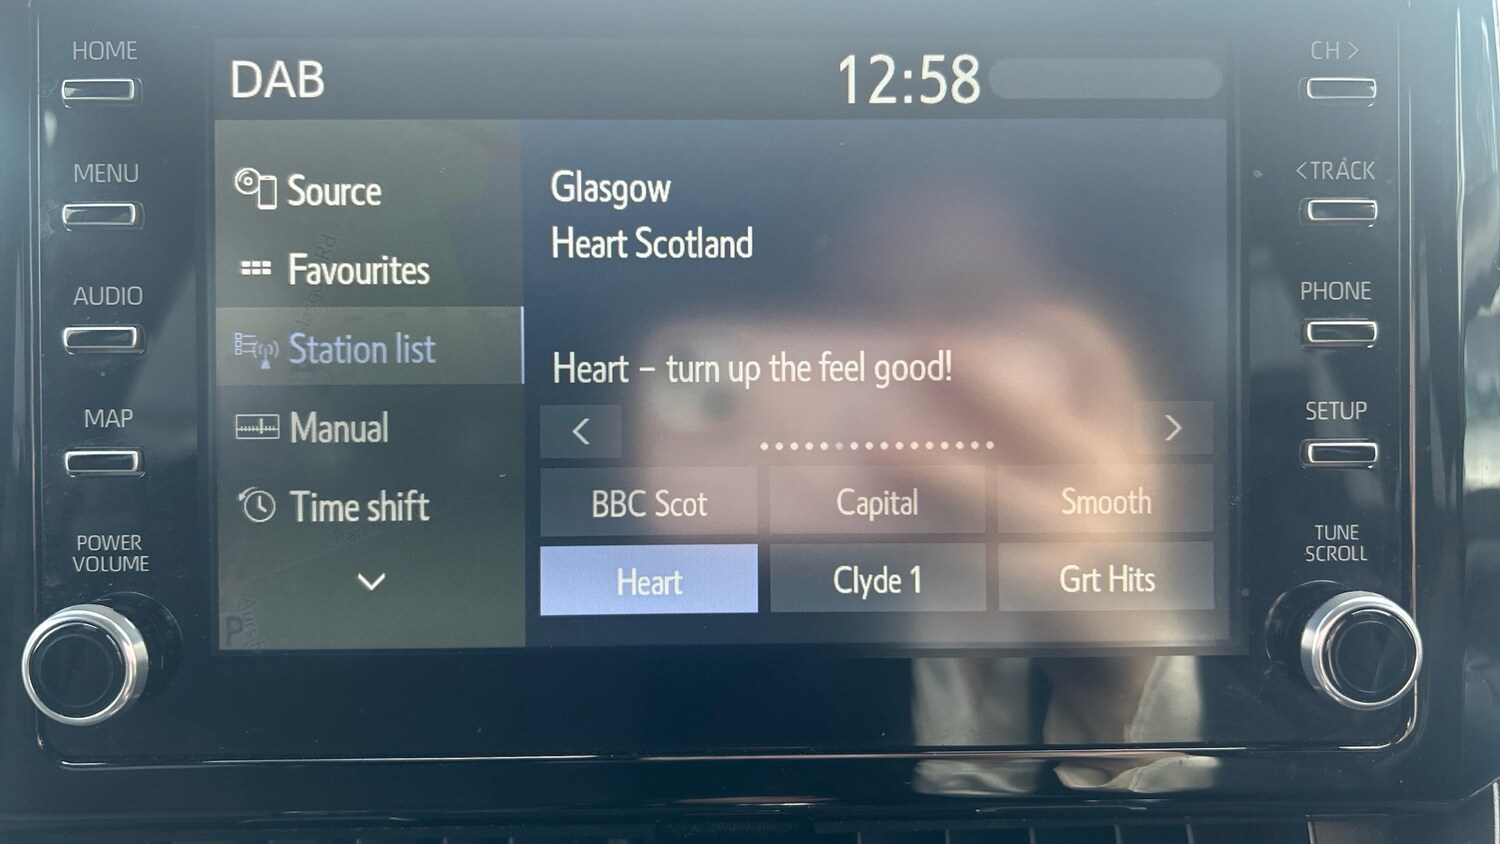 HOME
DAB
12:58
CH >
MENU
Source
Glasgow
<TRACK
Favourites
Heart Scotland
AUDIO
PHONE
Station list
Heart – turn up the feel good!
MAP
Manual
SETUP
BBC Scot
Capital
Smooth
Time shift
POWER
VOLUME
TUNE
SCROLL
Heart
Clyde 1
Grt Hits
P